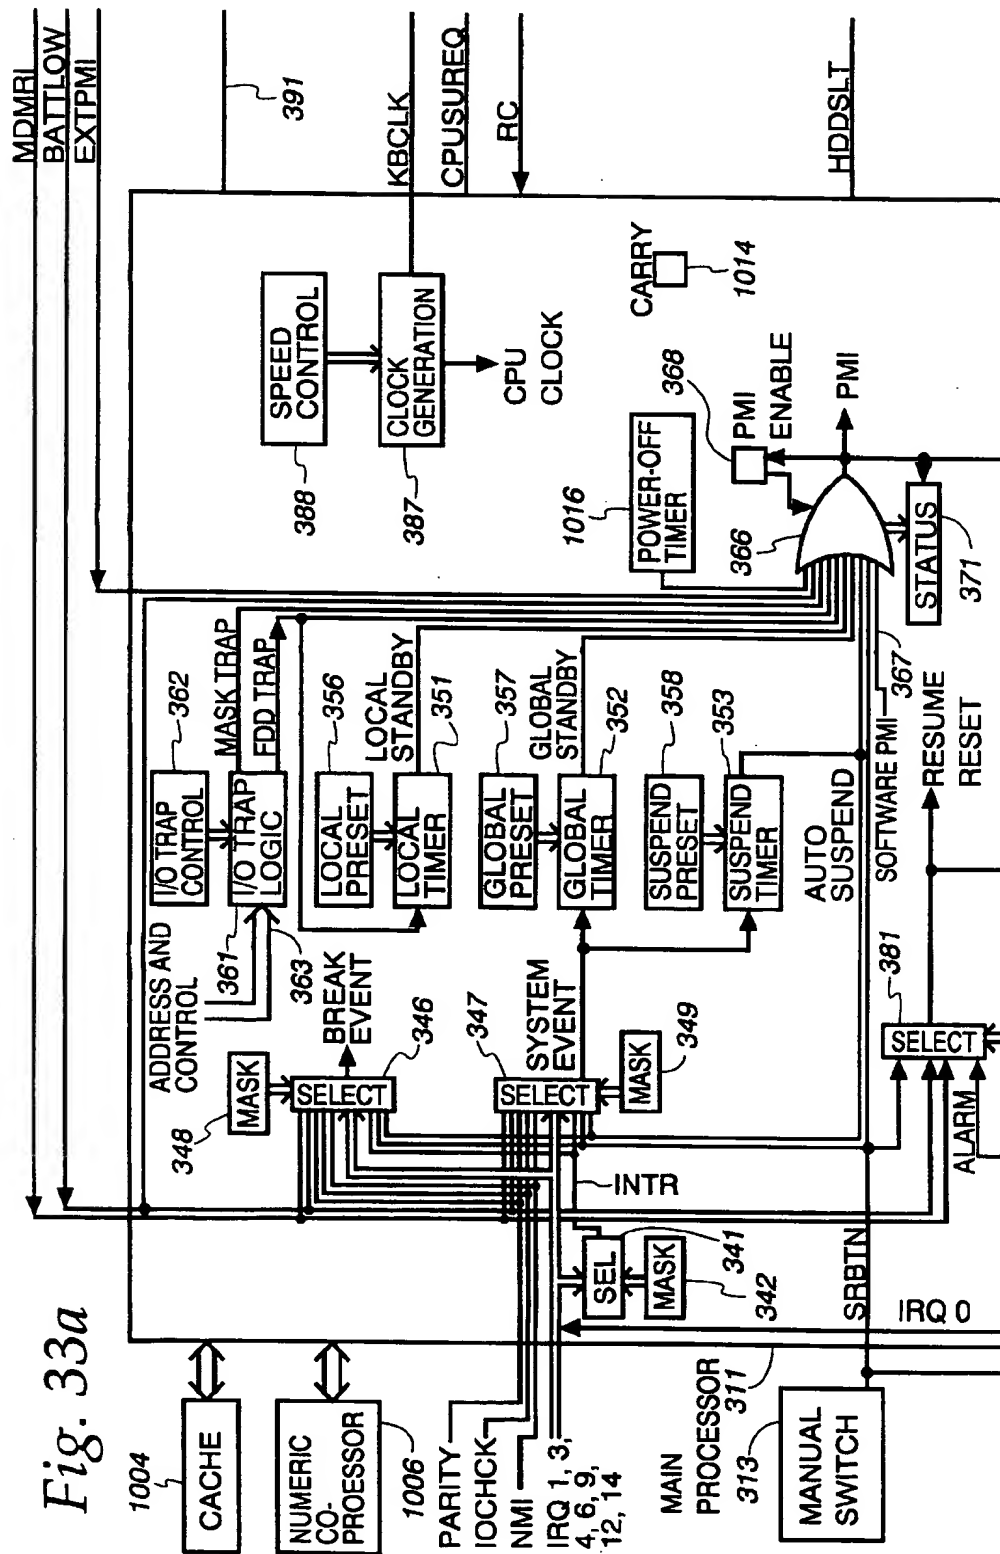 Fig. 33a
MDMRI
BATTLOW
EXTPMI
391
KBCLK
CPUSUREQ
RC
HDDSLT
1004
CACHE
NUMERIC
CO-
PROESSOR
1006
PARITY
IOCHCK
NMI
IRQ 1, 3,
4, 6, 9,
12, 14
MAIN
PROCESSOR
311
313
MANUAL
SWITCH
SRBTN
IRQ 0
ADDRESS AND
CONTROL
361
363
I/O TRAP
CONTROL
362
I/O TRAP
LOGIC
MASK TRAP
FDD TRAP
348
MASK
SELECT
BREAK
EVENT
346
347
SELECT
SYSTEM
EVENT
MASK
349
INTR
SEL
341
MASK
342
LOCAL
PRESET
356
LOCAL
TIMER
LOCAL
STANDBY
351
GLOBAL
PRESET
357
GLOBAL
TIMER
GLOBAL
STANDBY
352
SUSPEND
PRESET
358
SUSPEND
TIMER
353
AUTO
SUSPEND
SOFTWARE PMI
367
381
SELECT
ALARM
RESUME
RESET
SPEED
CONTROL
388
CLOCK
GENERATION
387
CPU
CLOCK
CARRY
1014
1016
POWER-OFF
TIMER
366
368
PMI
ENABLE
PMI
STATUS
371